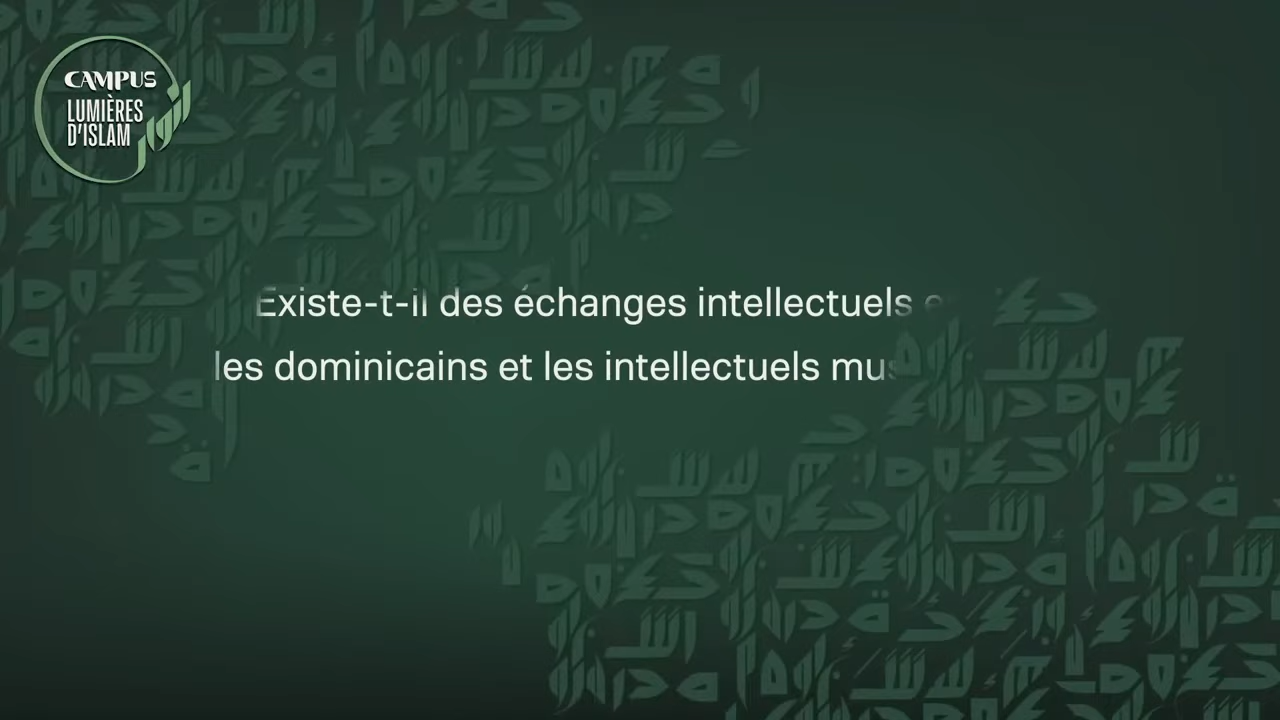 CAMPUS
LUMIÈRES
D'ISLAM
Existe-t-il des échanges intellectuels
les dominicains et les intellectuels